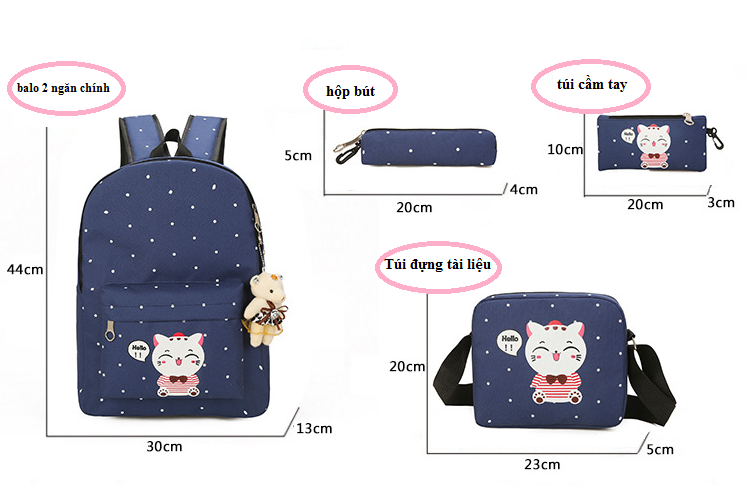 balo 2 ngăn chính
hộp bút
túi cầm tay
44cm
30cm
13cm
Hello
! !
5cm
20cm
4cm
10cm
20cm
3cm
Hello
! !
Túi đựng tài liệu
20cm
23cm
5cm
Hello
! !